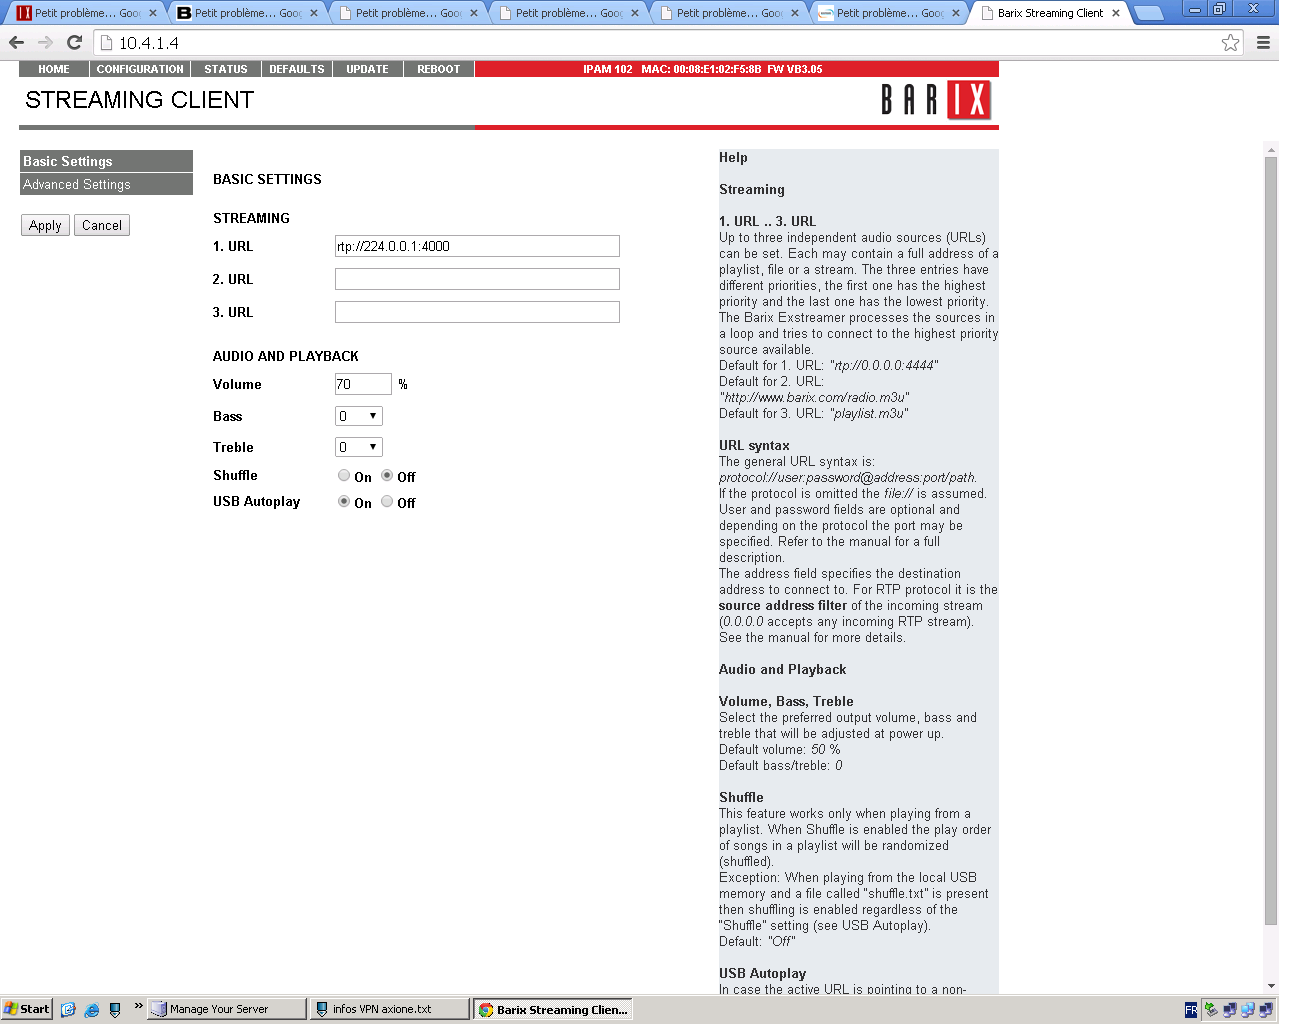 Petit problème... Goo
Petit problème... Goo
Petit problème... Goo
Petit problème... Goo
Petit problème... Goo
Petit problème... Goo
Barix Streaming Client
10.4.1.4
HOME CONFIGURATION STATUS DEFAULTS UPDATE REBOOT
IPAM 102 MAC: 00:08:E1:02:F5:8B FW VB3.05
STREAMING CLIENT
BARIX
Basic Settings
Advanced Settings
Apply Cancel
BASIC SETTINGS
STREAMING
1. URL rtp://224.0.0.1:4000
2. URL
3. URL
AUDIO AND PLAYBACK
Volume 70 %
Bass 0
Treble 0
Shuffle On Off
USB Autoplay On Off
Help
Streaming
1. URL .. 3. URL
Up to three independent audio sources (URLs)
can be set. Each may contain a full address of a
playlist, file or a stream. The three entries have
different priorities, the first one has the highest
priority and the last one has the lowest priority.
The Barix Exstreamer processes the sources in
a loop and tries to connect to the highest priority
source available.
Default for 1. URL: "rtp://0.0.0.0:4444"
Default for 2. URL:
"http://www.barix.com/radio.m3u"
Default for 3. URL: "playlist.m3u"
URL syntax
The general URL syntax is:
protocol://user:password@address:port/path.
If the protocol is omitted the file:// is assumed.
User and password fields are optional and
depending on the protocol the port may be
specified. Refer to the manual for a full
description.
The address field specifies the destination
address to connect to. For RTP protocol it is the
source address filter of the incoming stream
(0.0.0.0 accepts any incoming RTP stream).
See the manual for more details.
Audio and Playback
Volume, Bass, Treble
Select the preferred output volume, bass and
treble that will be adjusted at power up.
Default volume: 50 %
Default bass/treble: 0
Shuffle
This feature works only when playing from a
playlist. When Shuffle is enabled the play order
of songs in a playlist will be randomized
(shuffled).
Exception: When playing from the local USB
memory and a file called "shuffle.txt" is present
then shuffling is enabled regardless of the
"Shuffle" setting (see USB Autoplay).
Default: "Off"
USB Autoplay
In case the active URL is pointing to a non-
Start
Manage Your Server
infos VPN axione.txt
Barix Streaming Clien...
FR